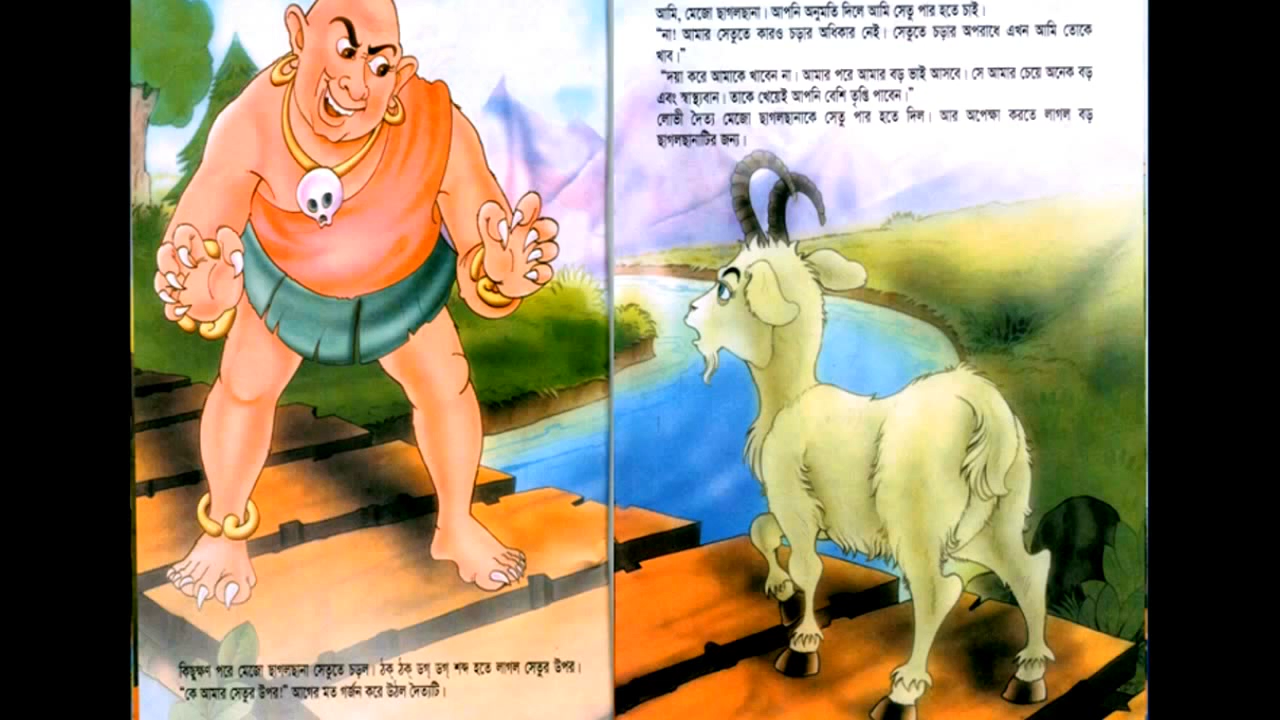 কিছুক্ষণ পরে মেজো ছাগলছানা সেতুতে চড়ল। ঠক্ ঠক্ ডগ্ ডগ্ শব্দ হতে লাগল সেতুর উপর।
“কে আমার সেতুর উপর!” আগের মত গর্জন করে উঠল দৈত্যটি।
আমি, মেজো ছাগলছানা। আপনি অনুমতি দিলে আমি সেতু পার হতে চাই।
“না! আমার সেতুতে কারও চড়ার অধিকার নেই। সেতুতে চড়ার অপরাধে এখন আমি তোকে
খাব।”
“দয়া করে আমাকে খাবেন না। আমার পরে আমার বড় ভাই আসবে। সে আমার চেয়ে অনেক বড়
এবং স্বাস্থ্যবান। তাকে খেয়েই আপনি বেশি তৃপ্তি পাবেন।”
লোভী দৈত্য মেজো ছাগলছানাকে সেতু পার হতে দিল। আর অপেক্ষা করতে লাগল বড়
ছাগলছানাটির জন্য।